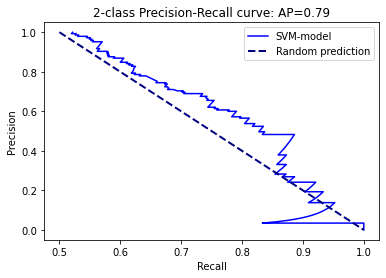 2-class Precision-Recall curve: AP=0.79
SVM-model
Random prediction
Precision
1.0
0.8
0.6
0.4
0.2
0.0
0.5 0.6 0.7 0.8 0.9 1.0
Recall